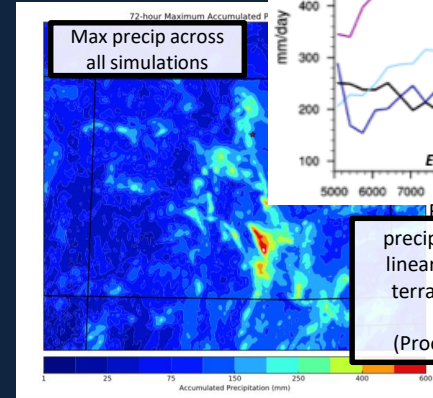 72-hour Maximum Accumulated P
Max precip across
all simulations
mm/day
400
300
200
100
5000 6000 7000
E
precip
linear
terra
(Proc
1 25 75 150 250 400 600
Accumulated Precipitation (mm)